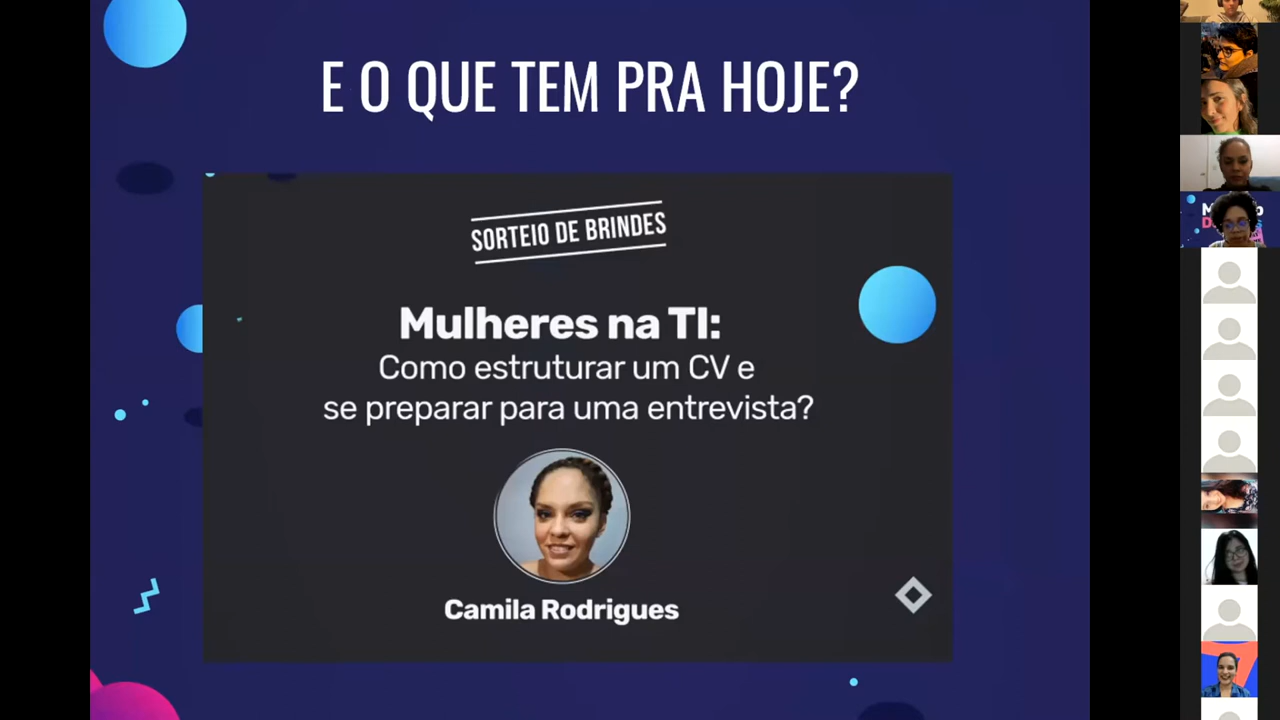 E O QUE TEM PRA HOJE?
SORTEIO DE BRINDES
Mulheres na TI:
Como estruturar um CV e
se preparar para uma entrevista?
Camila Rodrigues